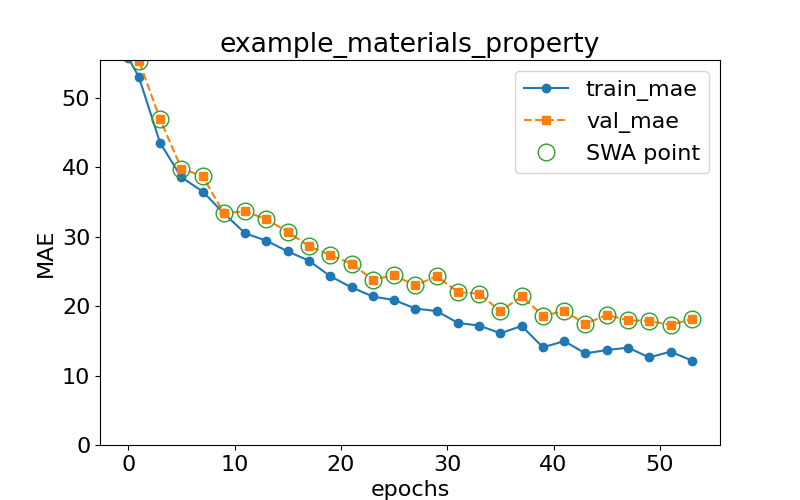 example_materials_property
train_mae
val_mae
SWA point
MAE
50
40
30
20
10
0
0 10 20 30 40 50
epochs